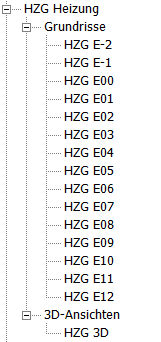 HZG Heizung
Grundrisse
HZG E-2
HZG E-1
HZG E00
HZG E01
HZG E02
HZG E03
HZG E04
HZG E05
HZG E06
HZG E07
HZG E08
HZG E09
HZG E10
HZG E11
HZG E12
3D-Ansichten
HZG 3D